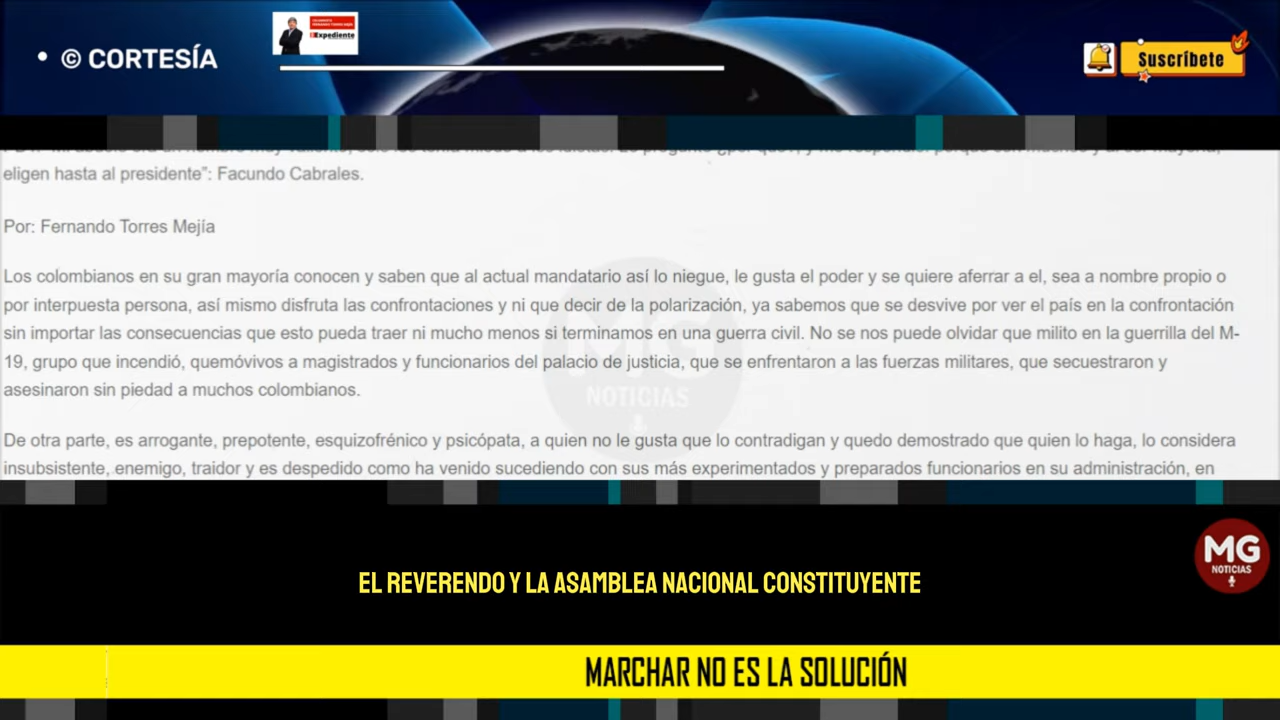 • © CORTESÍA
Expediente
Suscríbete
eligen hasta al presidente”: Facundo Cabrales.
Por: Fernando Torres Mejía
Los colombianos en su gran mayoría conocen y saben que al actual mandatario así lo niegue, le gusta el poder y se quiere aferrar a el, sea a nombre propio o
por interpuesta persona, así mismo disfruta las confrontaciones y ni que decir de la polarización, ya sabemos que se desvive por ver el país en la confrontación
sin importar las consecuencias que esto pueda traer ni mucho menos si terminamos en una guerra civil. No se nos puede olvidar que milito en la guerrilla del M-
19, grupo que incendió, quemóvivos a magistrados y funcionarios del palacio de justicia, que se enfrentaron a las fuerzas militares, que secuestraron y
asesinaron sin piedad a muchos colombianos.
De otra parte, es arrogante, prepotente, esquizofrénico y psicópata, a quien no le gusta que lo contradigan y quedo demostrado que quien lo haga, lo considera
insubsistente, enemigo, traidor y es despedido como ha venido sucediendo con sus más experimentados y preparados funcionarios en su administración, en
MG
NOTICIAS
EL REVERENDO Y LA ASAMBLEA NACIONAL CONSTITUYENTE
MG
NOTICIAS
MARCHAR NO ES LA SOLUCIÓN